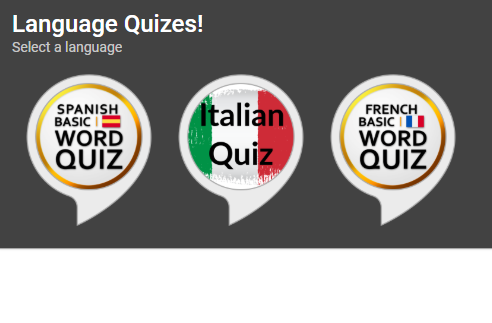 Language Quizes!
Select a language
SPANISH
BASIC |
WORD
QUIZ
Italian
Quiz
FRENCH
BASIC |
WORD
QUIZ